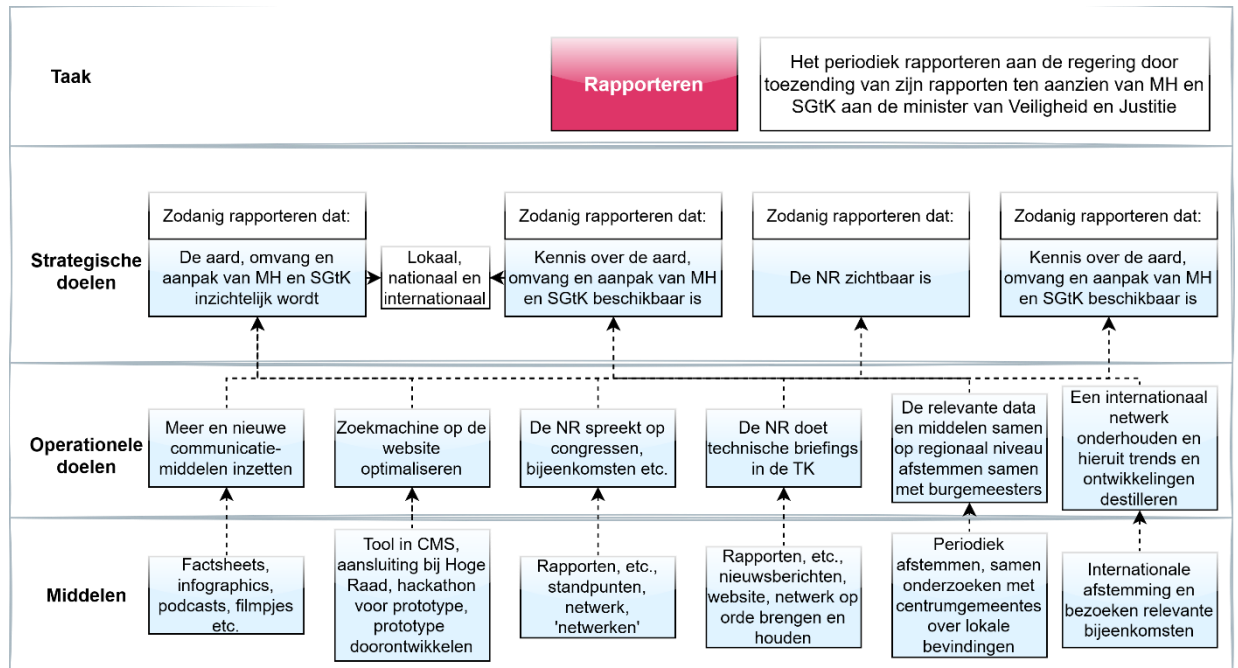 Taak
Rapporteren
Het periodiek rapporteren aan de regering door
toezending van zijn rapporten ten aanzien van MH en
SGtK aan de minister van Veiligheid en Justitie
Strategische
doelen
Zodanig rapporteren dat:
De aard, omvang en
aanpak van MH en SGtK
inzichtelijk wordt
Lokaal,
nationaal en
internationaal
Zodanig rapporteren dat:
Kennis over de aard,
omvang en aanpak van MH
en SGtK beschikbaar is
Zodanig rapporteren dat:
De NR zichtbaar is
Zodanig rapporteren dat:
Kennis over de aard,
omvang en aanpak van MH
en SGtK beschikbaar is
Operationele
doelen
Meer en nieuwe
communicatie-
middelen inzetten
Zoekmachine op de
website
optimaliseren
De NR spreekt op
congressen,
bijeenkomsten etc.
De NR doet
technische briefings
in de TK
De relevante data
en middelen samen
op regionaal niveau
afstemmen samen
met burgemeesters
Een internationaal
netwerk
onderhouden en
hieruit trends en
ontwikkelingen
destilleren
Middelen
Factsheets,
infographics,
podcasts, filmpjes
etc.
Tool in CMS,
aansluiting bij Hoge
Raad, hackathon
voor prototype,
prototype
doorontwikkelen
Rapporten, etc.,
standpunten,
netwerk,
'netwerken'
Rapporten, etc.,
nieuwsberichten,
website, netwerk op
orde brengen en
houden
Periodiek
afstemmen, samen
onderzoeken met
centrumgemeentes
over lokale
bevindingen
Internationale
afstemming en
bezoeken relevante
bijeenkomsten